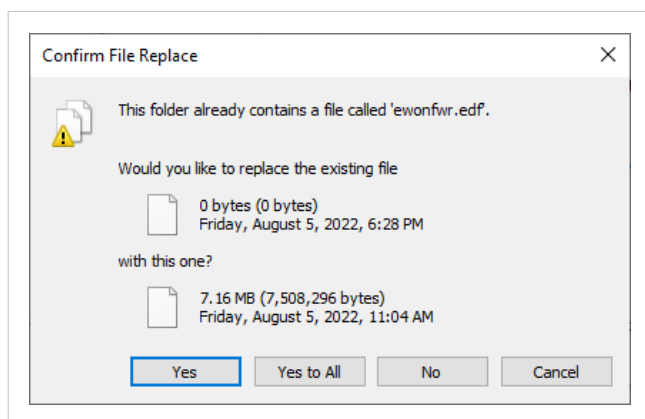 Confirm File Replace
This folder already contains a file called 'ewonfwr.edf'.
Would you like to replace the existing file
0 bytes (0 bytes)
Friday, August 5, 2022, 6:28 PM
with this one?
7.16 MB (7,508,296 bytes)
Friday, August 5, 2022, 11:04 AM
Yes
Yes to All
No
Cancel